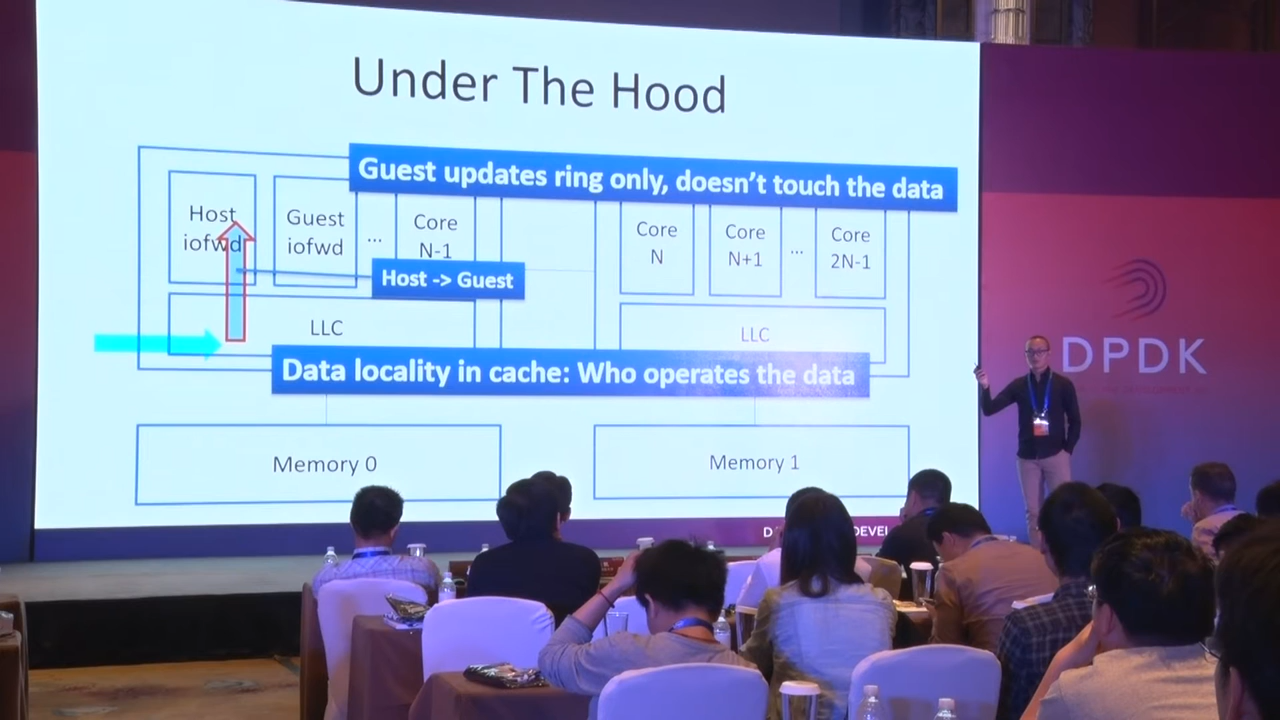 Under The Hood
Guest updates ring only, doesn't touch the data
Host
iofwd
Guest
iofwd
...
Core
N-1
Core
N
Core
N+1
...
Core
2N-1
Host -> Guest
LLC
LLC
Data locality in cache: Who operates the data
Memory 0
Memory 1
DPDK
DEVEL